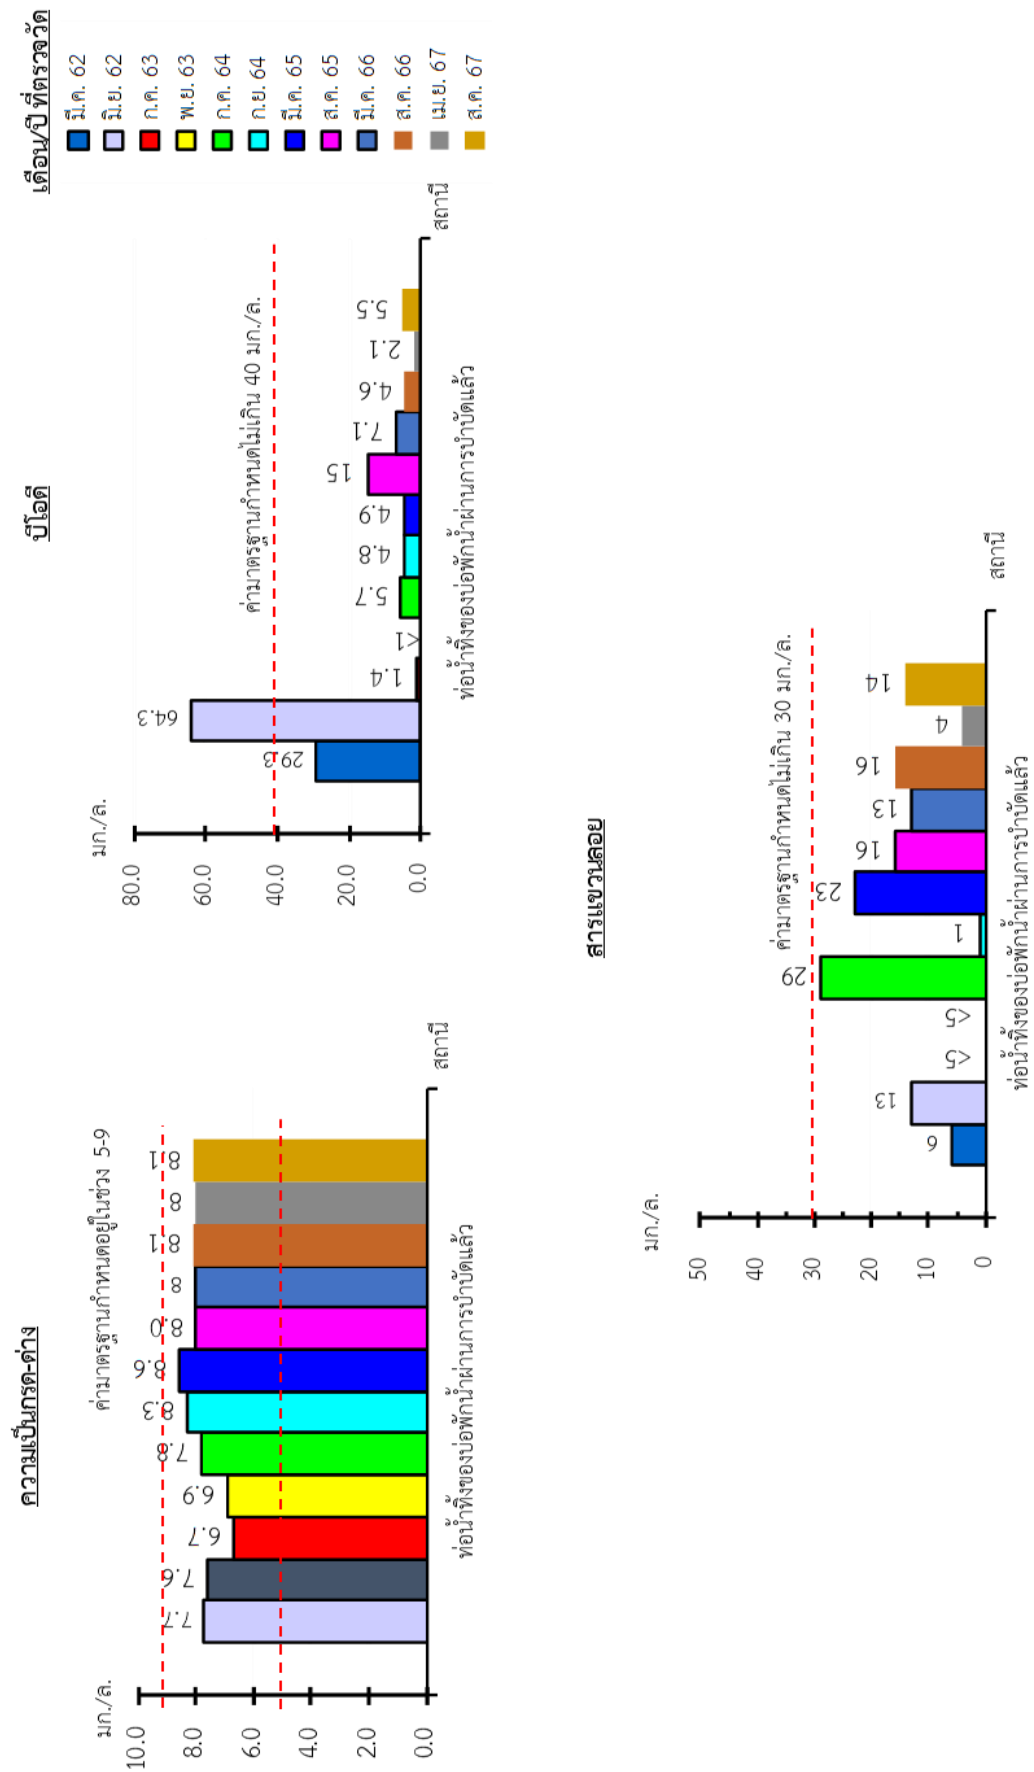 ความเป็นกรด-ด่าง
มก./ล.
ค่ามาตรฐานกำหนดอยู่ในช่วง 5-9
10.0
8.0
6.0
4.0
2.0
0.0
7.7
7.6
6.7
6.9
7.8
8.3
8.6
8.0
8
8.1
8
8.1
สถานี
ท่อน้ำทิ้งของบ่อพักน้ำผ่านการบำบัดแล้ว
บีโอดี
มก./ล.
ค่ามาตรฐานกำหนดไม่เกิน 40 มก./ล.
80.0
60.0
40.0
20.0
0.0
29.3
64.3
1.4
<1
5.7
4.8
4.9
15
7.1
4.6
2.1
5.5
สถานี
ท่อน้ำทิ้งของบ่อพักน้ำผ่านการบำบัดแล้ว
เดือน/ปี ที่ตรวจวัด
มี.ค. 62
มิ.ย. 62
ก.ค. 63
พ.ย. 63
ก.ค. 64
ก.ย. 64
มี.ค. 65
ส.ค. 65
มี.ค. 66
ส.ค. 66
เม.ย. 67
ส.ค. 67
สารแขวนลอย
มก./ล.
ค่ามาตรฐานกำหนดไม่เกิน 30 มก./ล.
50
40
30
20
10
0
6
13
<5
<5
29
1
23
16
13
16
4
14
สถานี
ท่อน้ำทิ้งของบ่อพักน้ำผ่านการบำบัดแล้ว